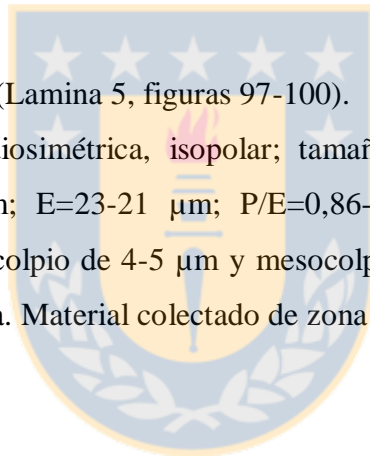 (Lamina 5, figuras 97-100).
iosimétrica, isopolar; tamañ
; E=23-21 µm; P/E=0,86-
colpio de 4-5 µm y mesocolp
. Material colectado de zona